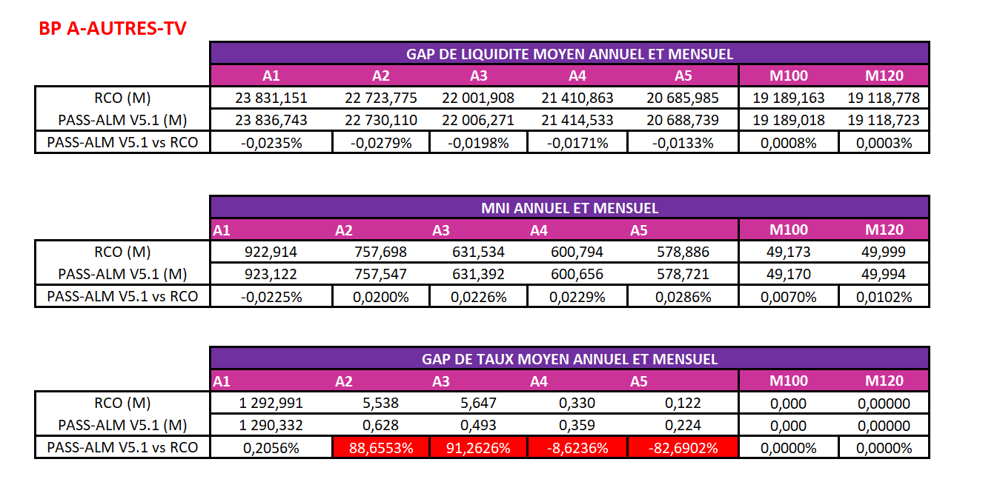 BP A-AUTRES-TV
GAP DE LIQUIDITE MOYEN ANNUEL ET MENSUEL
A1 A2 A3 A4 A5 M100 M120
RCO (M) 23 831,151 22 723,775 22 001,908 21 410,863 20 685,985 19 189,163 19 118,778
PASS-ALM V5.1 (M) 23 836,743 22 730,110 22 006,271 21 414,533 20 688,739 19 189,018 19 118,723
PASS-ALM V5.1 vs RCO -0,0235% -0,0279% -0,0198% -0,0171% -0,0133% 0,0008% 0,0003%
MNI ANNUEL ET MENSUEL
A1 A2 A3 A4 A5 M100 M120
RCO (M) 922,914 757,698 631,534 600,794 578,886 49,173 49,999
PASS-ALM V5.1 (M) 923,122 757,547 631,392 600,656 578,721 49,170 49,994
PASS-ALM V5.1 vs RCO -0,0225% 0,0200% 0,0226% 0,0229% 0,0286% 0,0070% 0,0102%
GAP DE TAUX MOYEN ANNUEL ET MENSUEL
A1 A2 A3 A4 A5 M100 M120
RCO (M) 1 292,991 5,538 5,647 0,330 0,122 0,000 0,00000
PASS-ALM V5.1 (M) 1 290,332 0,628 0,493 0,359 0,224 0,000 0,00000
PASS-ALM V5.1 vs RCO 0,2056% 88,6553% 91,2626% -8,6236% -82,6902% 0,0000% 0,0000%